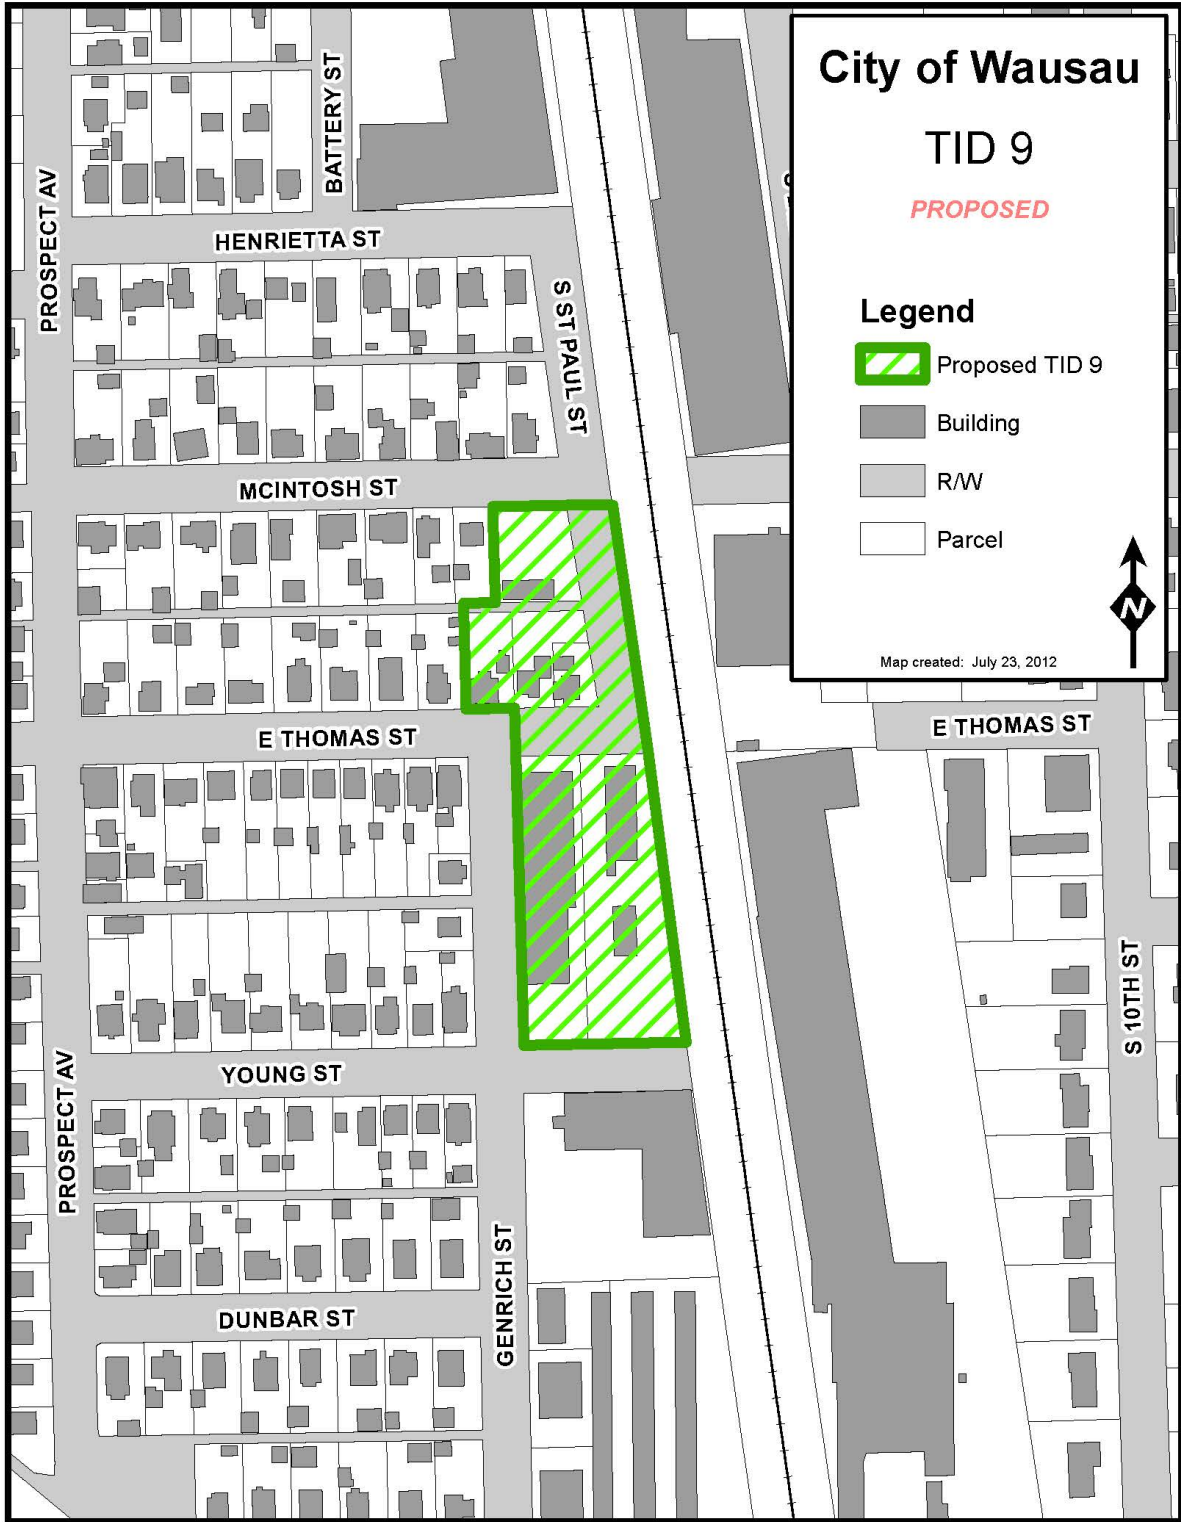 City of Wausau
TID 9
PROPOSED
Legend
Proposed TID 9
Building
R/W
Parcel
N
Map created: July 23, 2012
BATTERY ST
PROSPECT AV
HENRIETTA ST
S ST PAUL ST
MCINTOSH ST
E THOMAS ST
E THOMAS ST
S 10TH ST
YOUNG ST
PROSPECT AV
GENRICH ST
DUNBAR ST